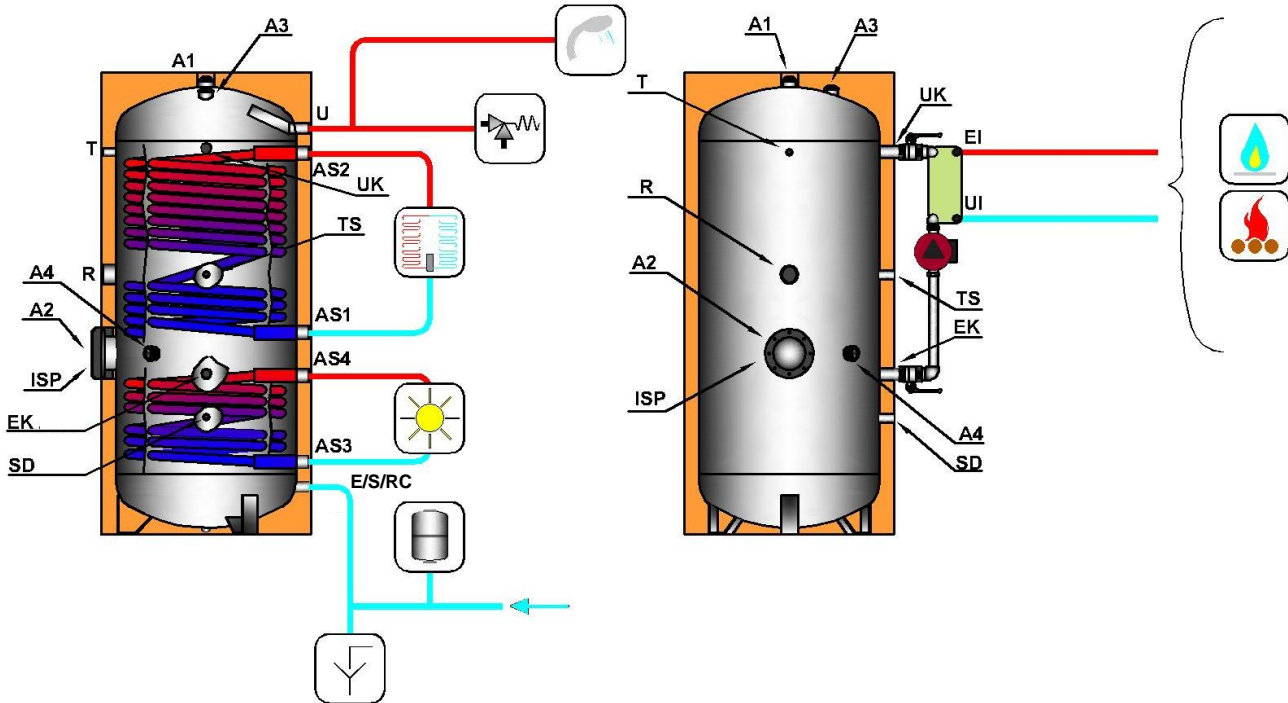 A3
A1
U
T
AS2
UK
TS
R
A4
A2
AS1
ISP
AS4
EK
SD
AS3
E/S/RC
A1
A3
T
UK
EI
R
UI
A2
TS
EK
ISP
A4
SD